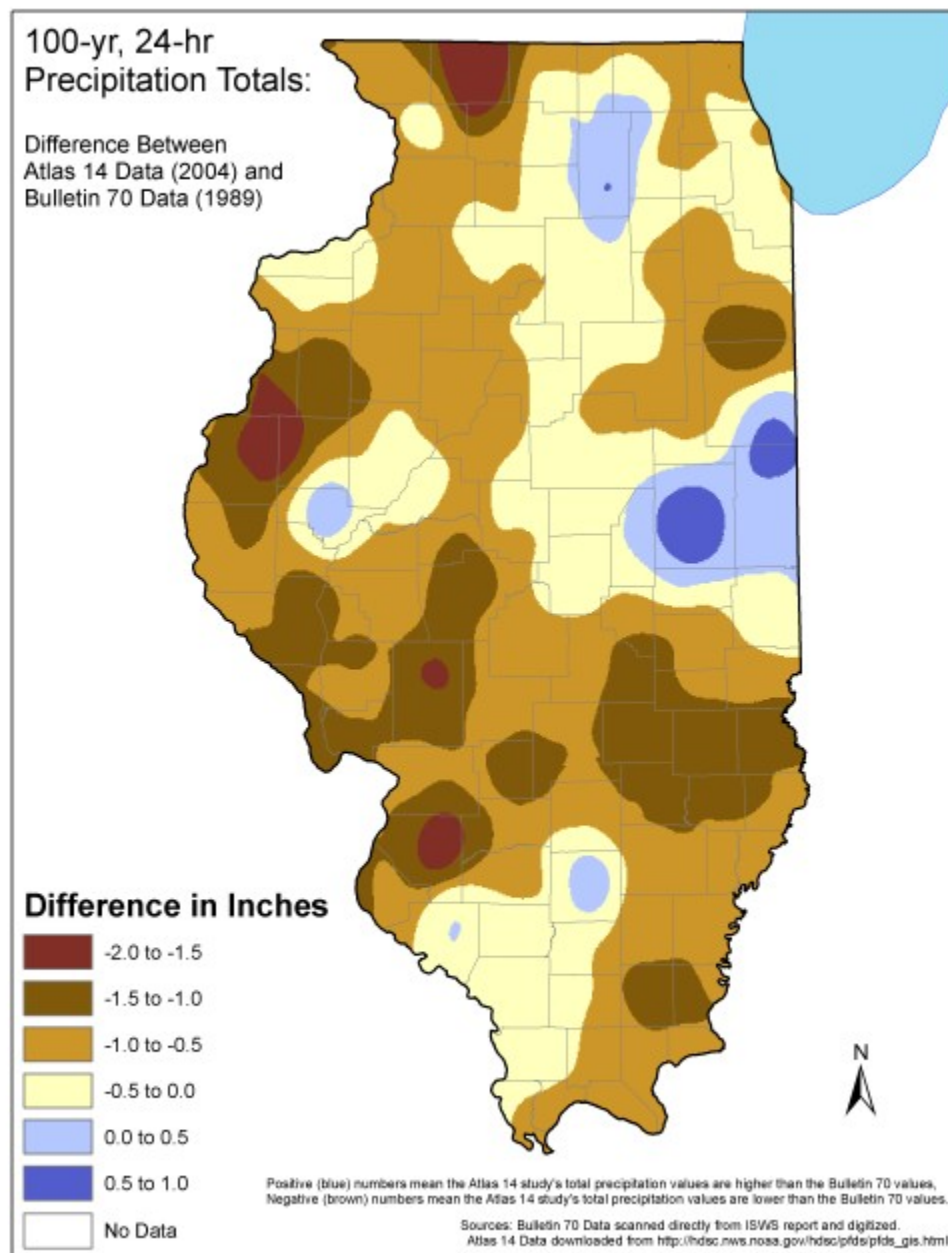 100-yr, 24-hr
Precipitation Totals:
Difference Between
Atlas 14 Data (2004) and
Bulletin 70 Data (1989)
Difference in Inches
-2.0 to -1.5
-1.5 to -1.0
-1.0 to -0.5
-0.5 to 0.0
0.0 to 0.5
0.5 to 1.0
No Data
N
Positive (blue) numbers mean the Atlas 14 study's total precipitation values are higher than the Bulletin 70 values,
Negative (brown) numbers mean the Atlas 14 study's total precipitation values are lower than the Bulletin 70 values.
Sources: Bulletin 70 Data scanned directly from ISWS report and digitized.
Atlas 14 Data downloaded from http://hdsc.nws.noaa.gov/hdsc/pfds/pfds_gis.html